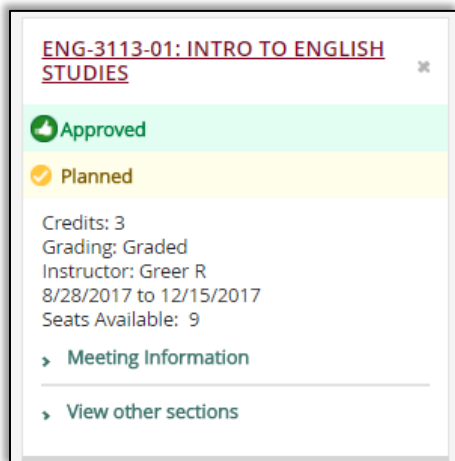 ENG-3113-01: INTRO TO ENGLISH
STUDIES
Approved
Planned
Credits: 3
Grading: Graded
Instructor: Greer R
8/28/2017 to 12/15/2017
Seats Available: 9
Meeting Information
View other sections